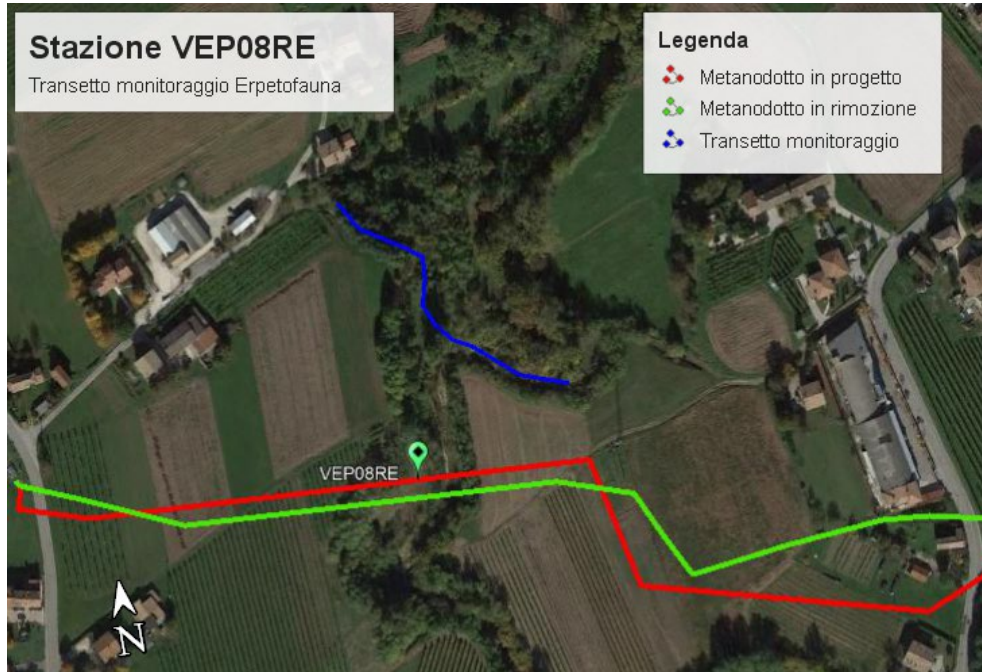 Stazione VEP08RE
Transetto monitoraggio Erpetofauna
Legenda
Metanodotto in progetto
Metanodotto in rimozione
Transetto monitoraggio
VEP08RE
N